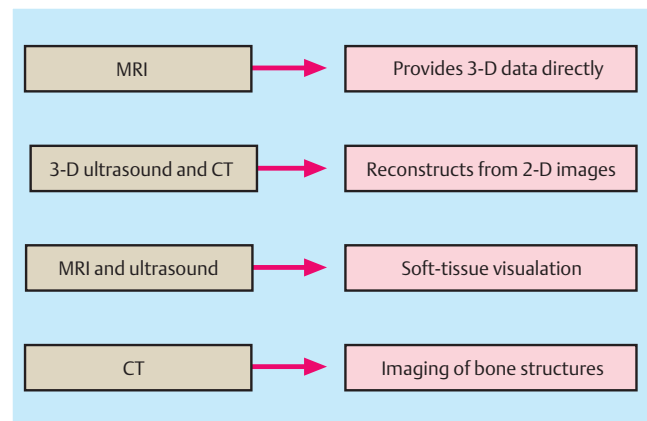 MRI
Provides 3-D data directly
3-D ultrasound and CT
Reconstructs from 2-D images
MRI and ultrasound
Soft-tissue visualation
CT
Imaging of bone structures